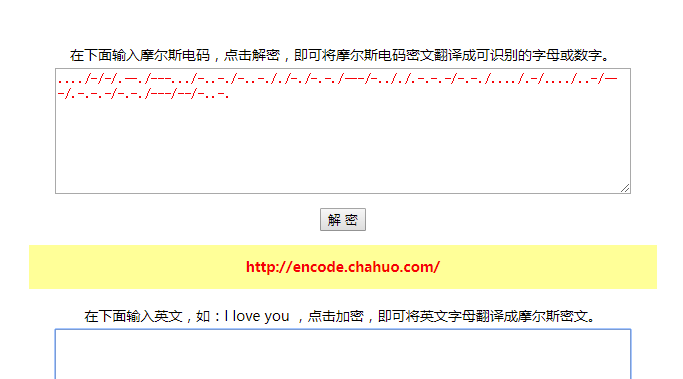 在下面输入摩尔斯电码，点击解密，即可将摩尔斯电码密文翻译成可识别的字母或数字。
..../-/-/.--./---.../-..-./-..-././-./-.-./---/-.././.-.-.-/-.-./..../.-/..../..-/--
-/.-.-.-/-.-./---/--/-..-.
解 密
http://encode.chahuo.com/
在下面输入英文，如：I love you ，点击加密，即可将英文字母翻译成摩尔斯密文。